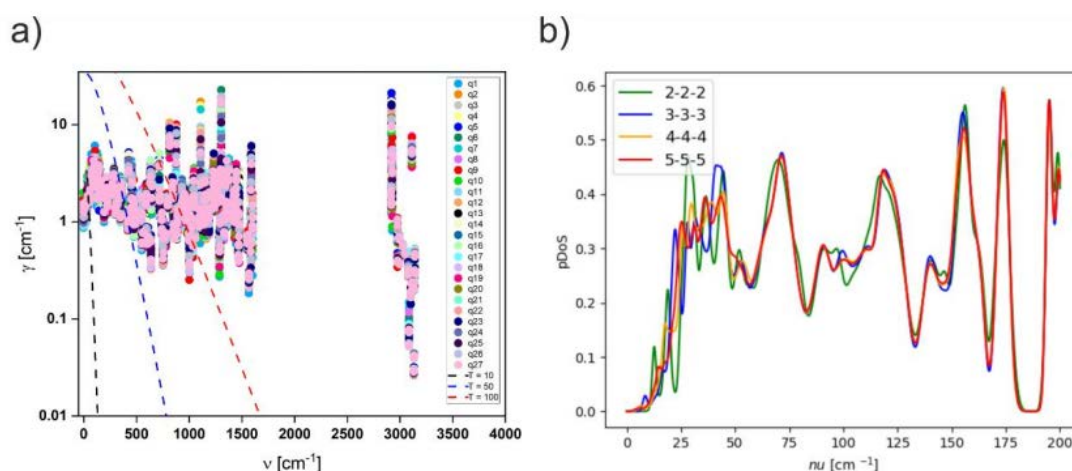 a)
10
1
0.1
0.01
γ [cm⁻¹]
0
500
1000
1500
2000
2500
3000
3500
4000
ν [cm⁻¹]
q1
q2
q3
q4
q5
q6
q7
q8
q9
q10
q11
q12
q13
q14
q15
q16
q17
q18
q19
q20
q21
q22
q23
q24
q25
q26
q27
T = 10
T = 50
T = 100
b)
0.6
0.5
0.4
0.3
0.2
0.1
0.0
pDoS
2-2-2
3-3-3
4-4-4
5-5-5
0
25
50
75
100
125
150
175
200
nu [cm ⁻¹]